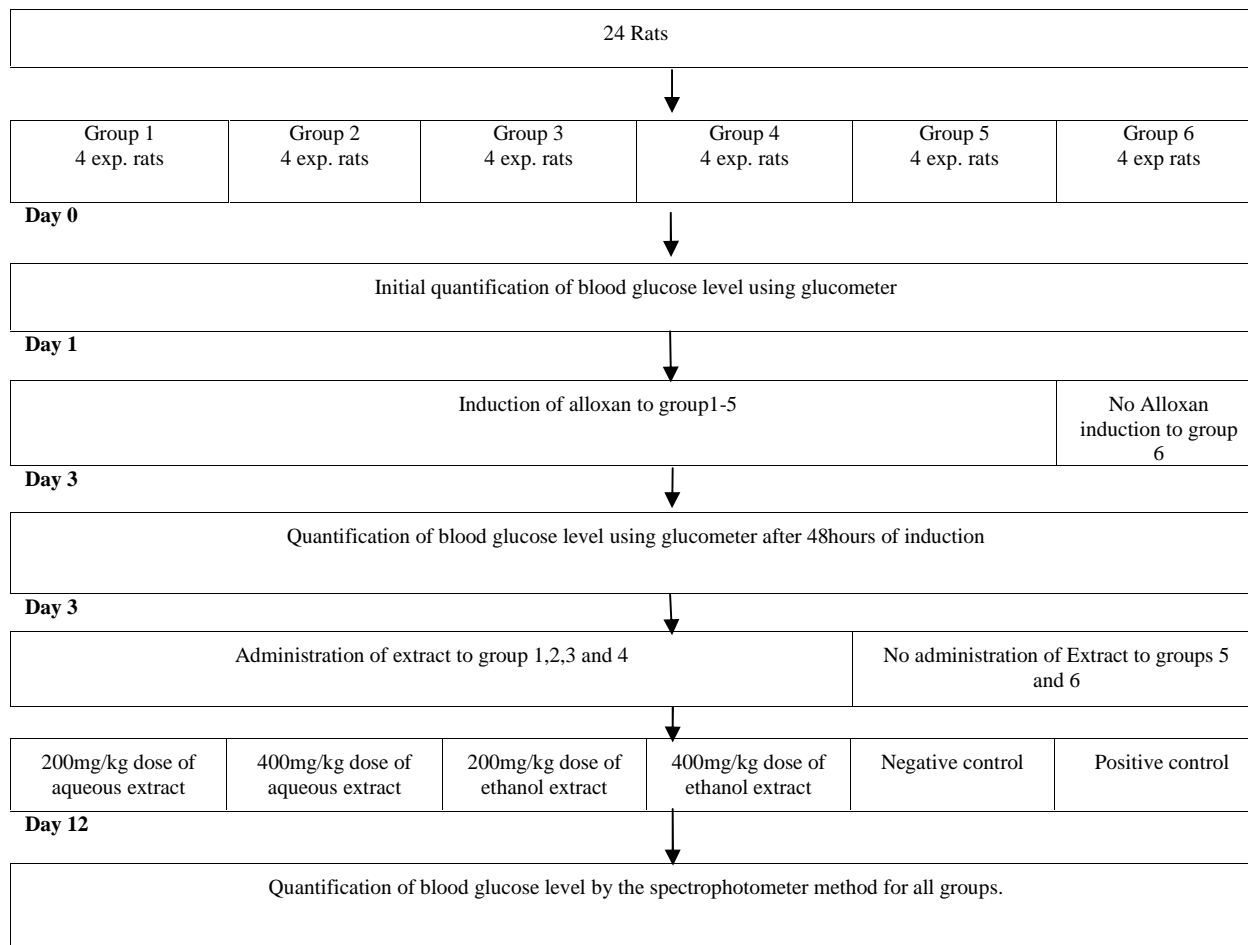 24 Rats
Group 1
4 exp. rats
Group 2
4 exp. rats
Group 3
4 exp. rats
Group 4
4 exp. rats
Group 5
4 exp. rats
Group 6
4 exp rats
Day 0
Initial quantification of blood glucose level using glucometer
Day 1
Induction of alloxan to group1-5
No Alloxan
induction to group
6
Day 3
Quantification of blood glucose level using glucometer after 48hours of induction
Day 3
Administration of extract to group 1,2,3 and 4
No administration of Extract to groups 5
and 6
200mg/kg dose of
aqueous extract
400mg/kg dose of
aqueous extract
200mg/kg dose of
ethanol extract
400mg/kg dose of
ethanol extract
Negative control
Positive control
Day 12
Quantification of blood glucose level by the spectrophotometer method for all groups.